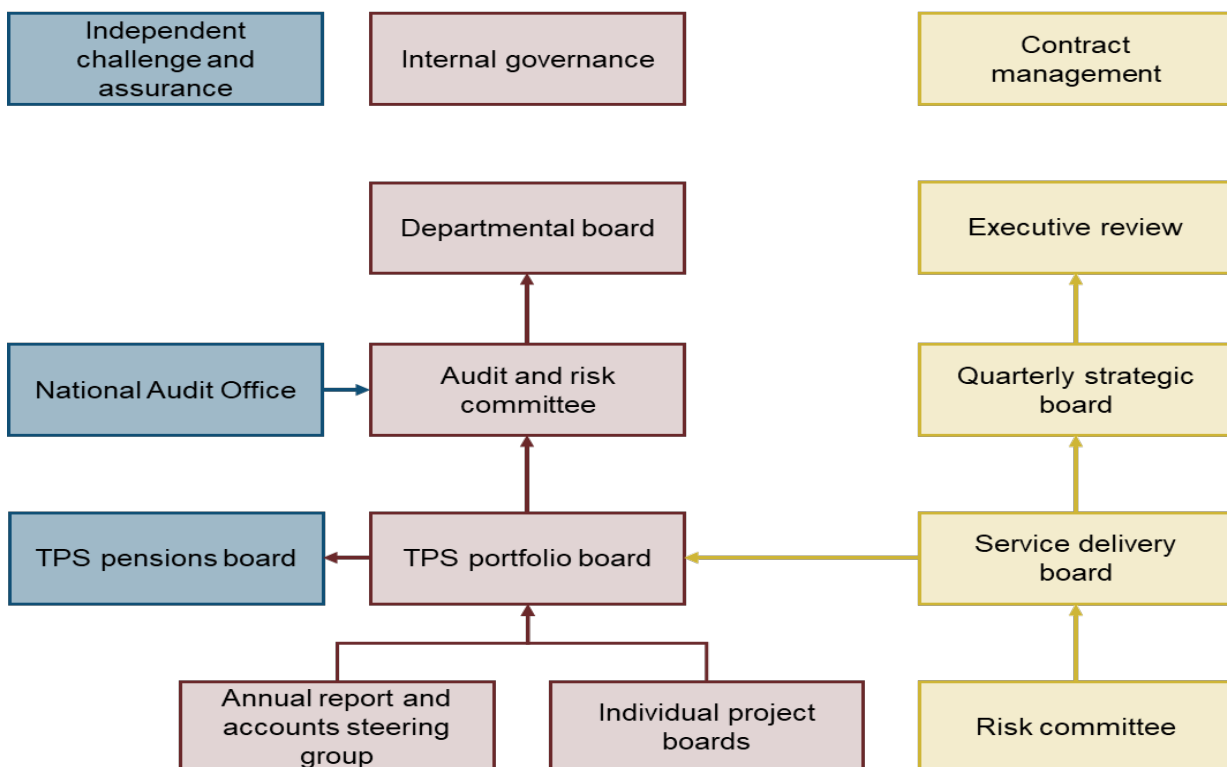 Independent
challenge and
assurance
Internal governance
Contract
management
Departmental board
Executive review
National Audit Office
Audit and risk
committee
Quarterly strategic
board
TPS pensions board
TPS portfolio board
Service delivery
board
Annual report and
accounts steering
group
Individual project
boards
Risk committee